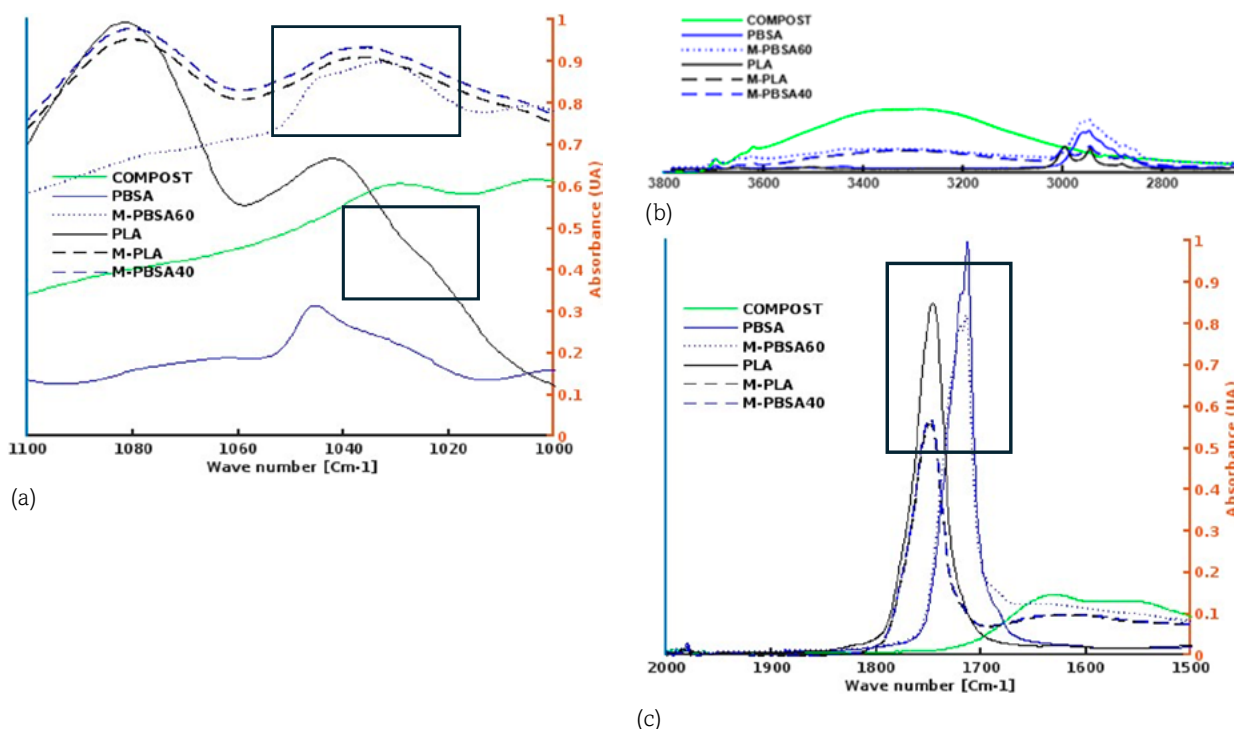 1
0.9
0.8
0.7
0.6
0.5
0.4
0.3
0.2
0.1
0
Absorbance (UA)
COMPOST
PBSA
M-PBSA60
PLA
M-PLA
M-PBSA40
1100 1080 1060 1040 1020 1000
Wave number [Cm-1]
(a)
COMPOST
PBSA
M-PBSA60
PLA
M-PLA
M-PBSA40
3800 3600 3400 3200 3000 2800
(b)
1
0.9
0.8
0.7
0.6
0.5
0.4
0.3
0.2
0.1
0
Absorbance (UA)
COMPOST
PBSA
M-PBSA60
PLA
M-PLA
M-PBSA40
2000 1900 1800 1700 1600 1500
Wave number [Cm-1]
(c)